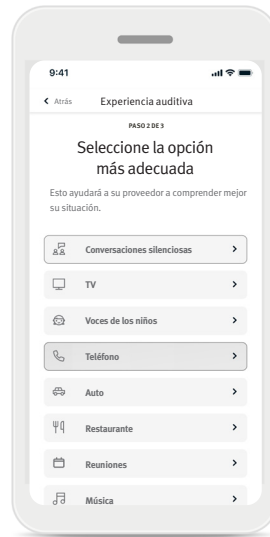 9:41
Atrás Experiencia auditiva
PASO 2 DE 3
Seleccione la opción
más adecuada
Esto ayudará a su proveedor a comprender mejor
su situación.
Conversaciones silenciosas
TV
Voces de los niños
Teléfono
Auto
Restaurante
Reuniones
Música